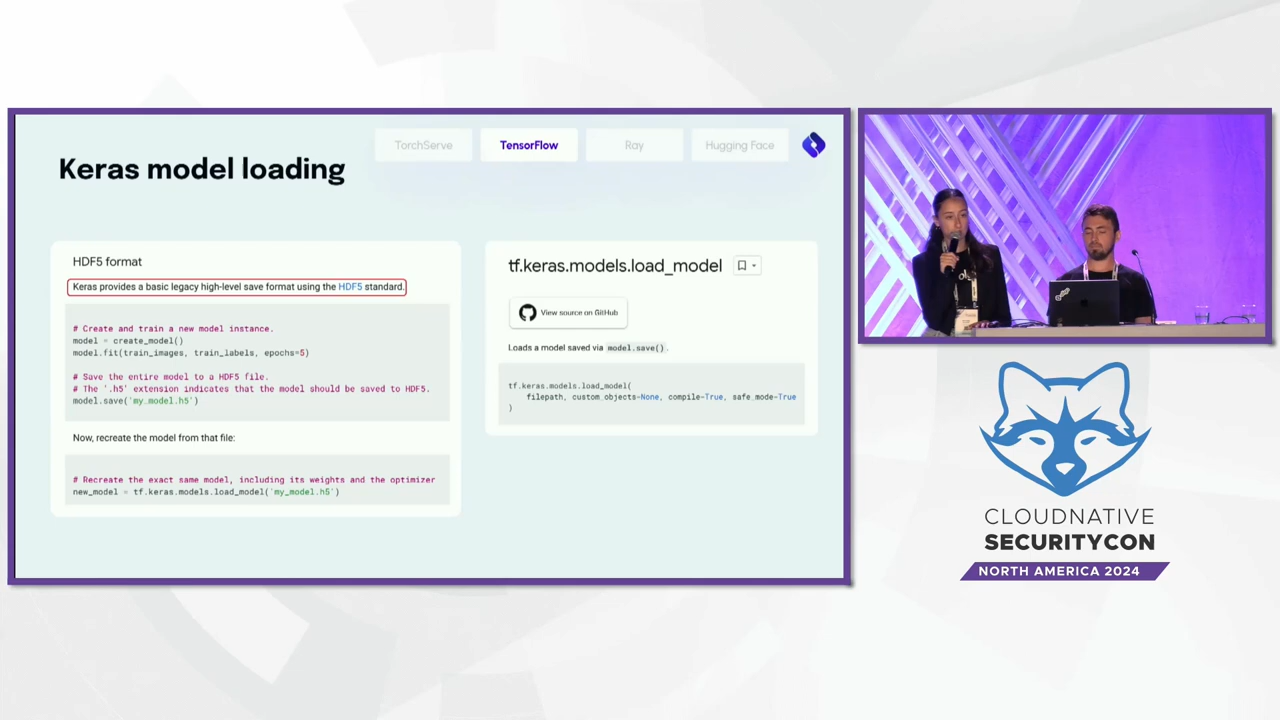 Keras model loading
TorchServe
TensorFlow
Ray
Hugging Face
HDF5 format
Keras provides a basic legacy high-level save format using the HDF5 standard.
# Create and train a new model instance.
model = create_model()
model.fit(train_images, train_labels, epochs=5)
# Save the entire model to a HDF5 file.
# The '.h5' extension indicates that the model should be saved to HDF5.
model.save('my_model.h5')
Now, recreate the model from that file:
# Recreate the exact same model, including its weights and the optimizer
new_model = tf.keras.models.load_model('my_model.h5')
tf.keras.models.load_model
View source on GitHub
Loads a model saved via model.save().
tf.keras.models.load_model(
filepath, custom_objects=None, compile=True, safe_mode=True
)
CLOUDNATIVE
SECURITYCON
NORTH AMERICA 2024